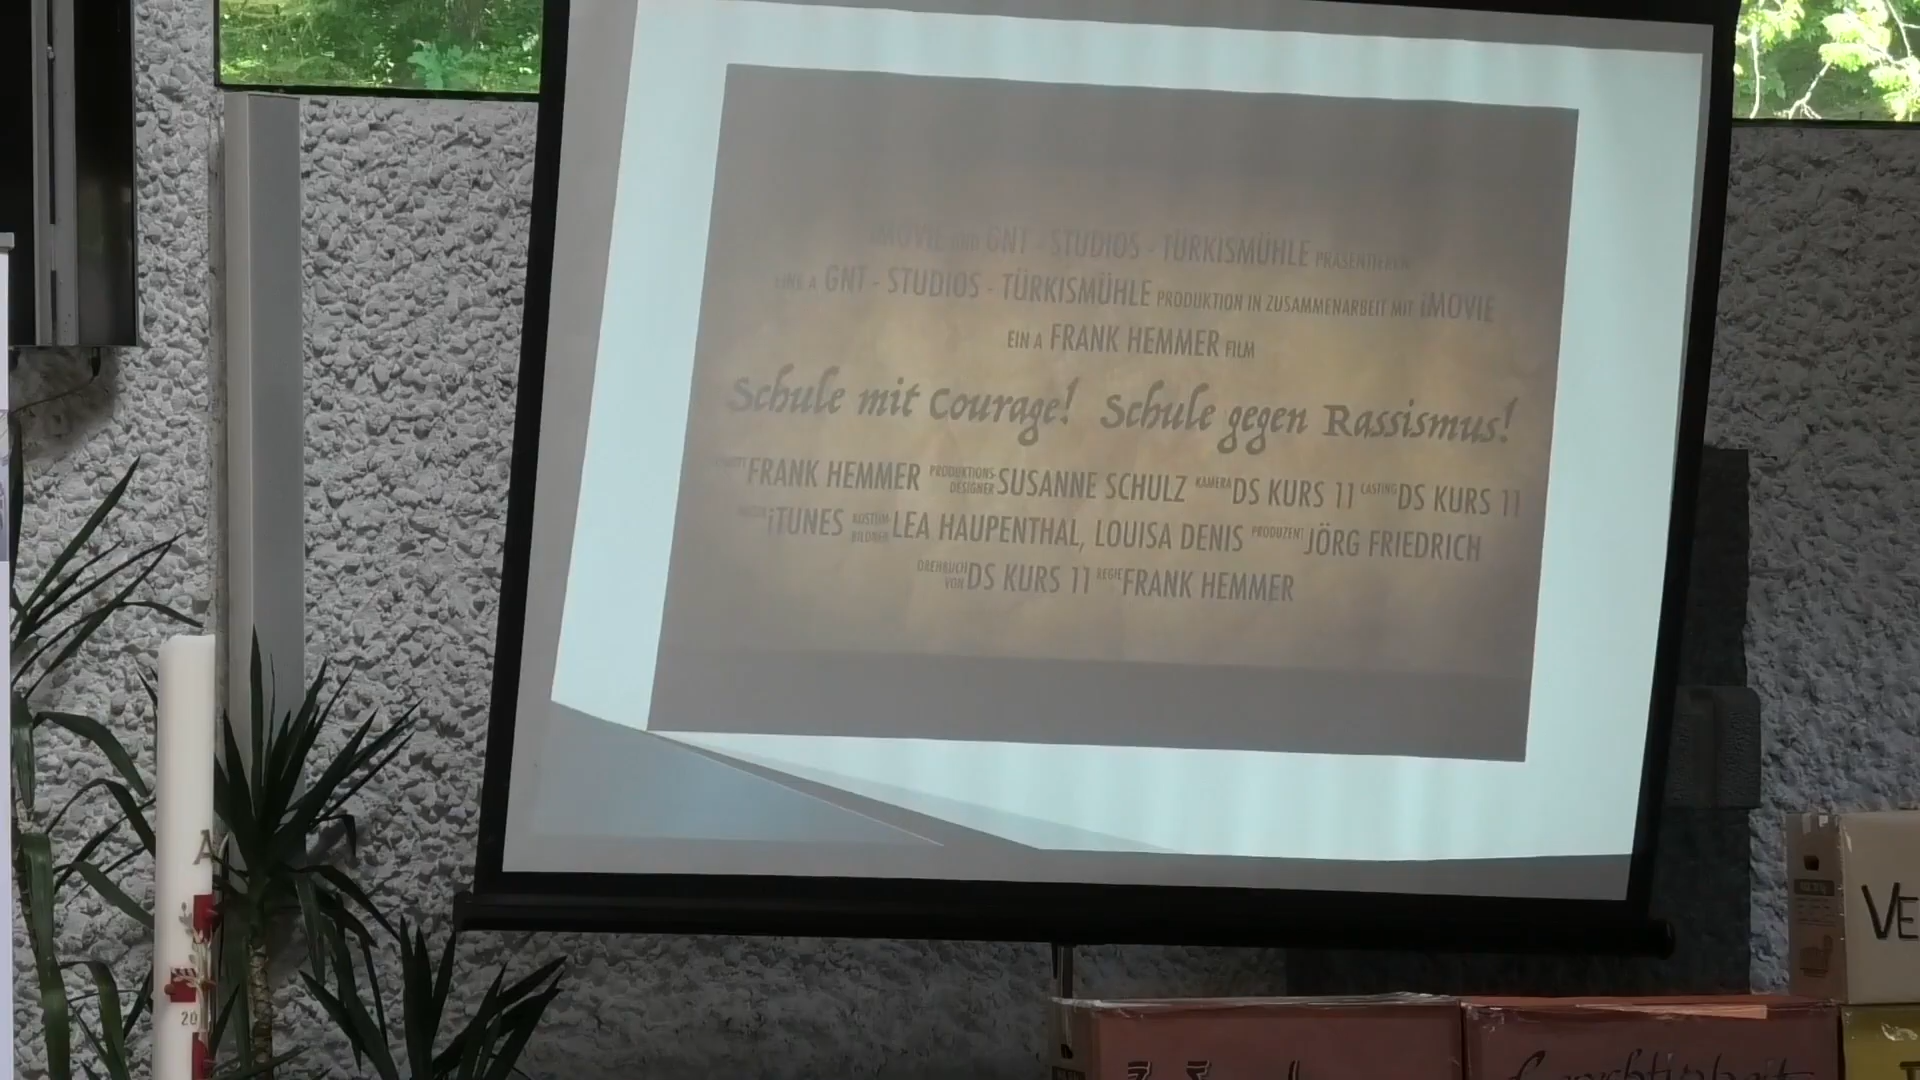 iMOVIE UND GNT - STUDIOS - TÜRKISMÜHLE PRÄSENTIEREN
EINE A GNT - STUDIOS - TÜRKISMÜHLE PRODUKTION IN ZUSAMMENARBEIT MIT iMOVIE
EIN A FRANK HEMMER FILM
Schule mit Courage! Schule gegen Rassismus!
FRANK HEMMER PRODUKTIONS-DESIGNER SUSANNE SCHULZ KAMERA DS KURS 11 CASTING DS KURS 11
iTUNES KOSTÜM-BILDNER LEA HAUPENTHAL, LOUISA DENIS PRODUZENT JÖRG FRIEDRICH
DREHBUCH VON DS KURS 11 REGIE FRANK HEMMER
A
20
VE